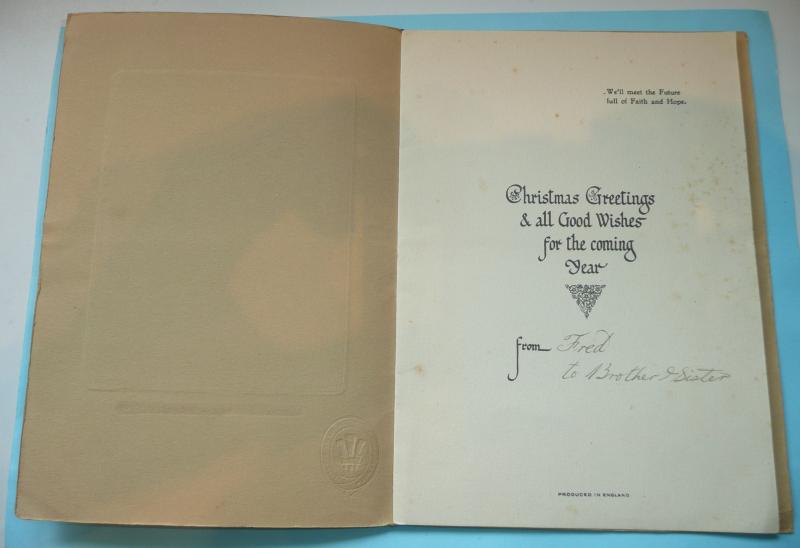 We'll meet the Future
full of Faith and Hope.
Christmas Greetings
& all Good Wishes
for the coming
Year
from Fred
to Brother & Sister
PRODUCED IN ENGLAND